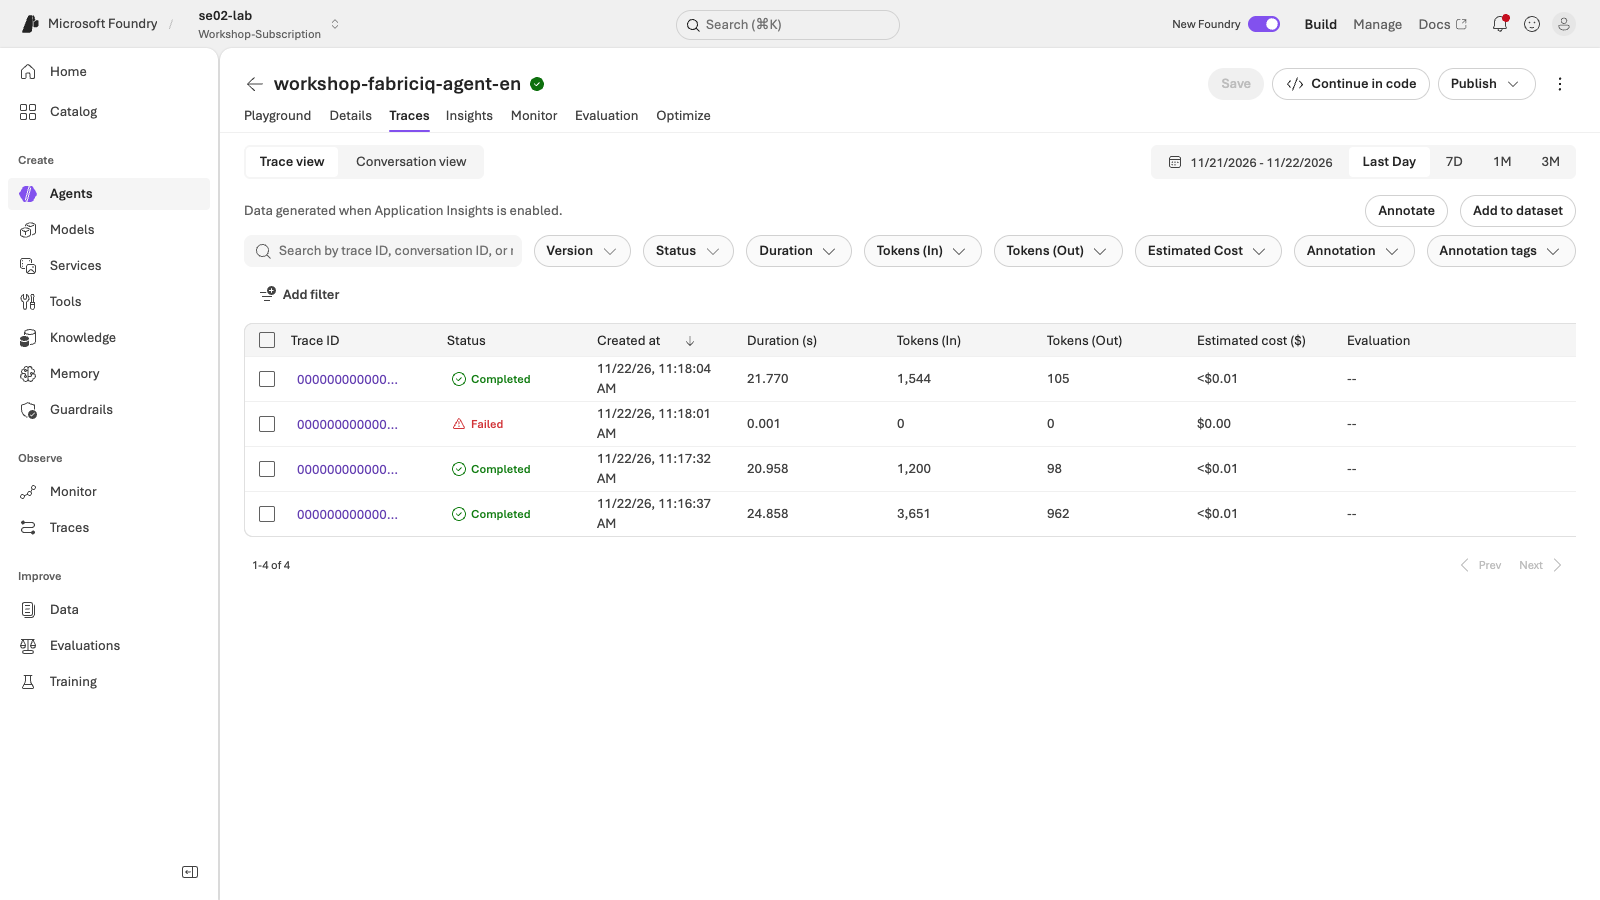 Microsoft Foundry
/
se02-lab
Workshop-Subscription
Search (⌘K)
New Foundry
Build
Manage
Docs
Home
Catalog
Create
Agents
Models
Services
Tools
Knowledge
Memory
Guardrails
Observe
Monitor
Traces
Improve
Data
Evaluations
Training
workshop-fabriciq-agent-en
Save
Continue in code
Publish
Playground Details Traces Insights Monitor Evaluation Optimize
Trace view Conversation view
11/21/2026 - 11/22/2026 Last Day 7D 1M 3M
Data generated when Application Insights is enabled.
Annotate
Add to dataset
Search by trace ID, conversation ID, or
Version Status Duration Tokens (In) Tokens (Out) Estimated Cost Annotation Annotation tags
Add filter
Trace ID Status Created at Duration (s) Tokens (In) Tokens (Out) Estimated cost ($) Evaluation
000000000000... Completed 11/22/26, 11:18:04 AM 21.770 1,544 105 <$0.01 --
000000000000... Failed 11/22/26, 11:18:01 AM 0.001 0 0 $0.00 --
000000000000... Completed 11/22/26, 11:17:32 AM 20.958 1,200 98 <$0.01 --
000000000000... Completed 11/22/26, 11:16:37 AM 24.858 3,651 962 <$0.01 --
1-4 of 4
Prev Next